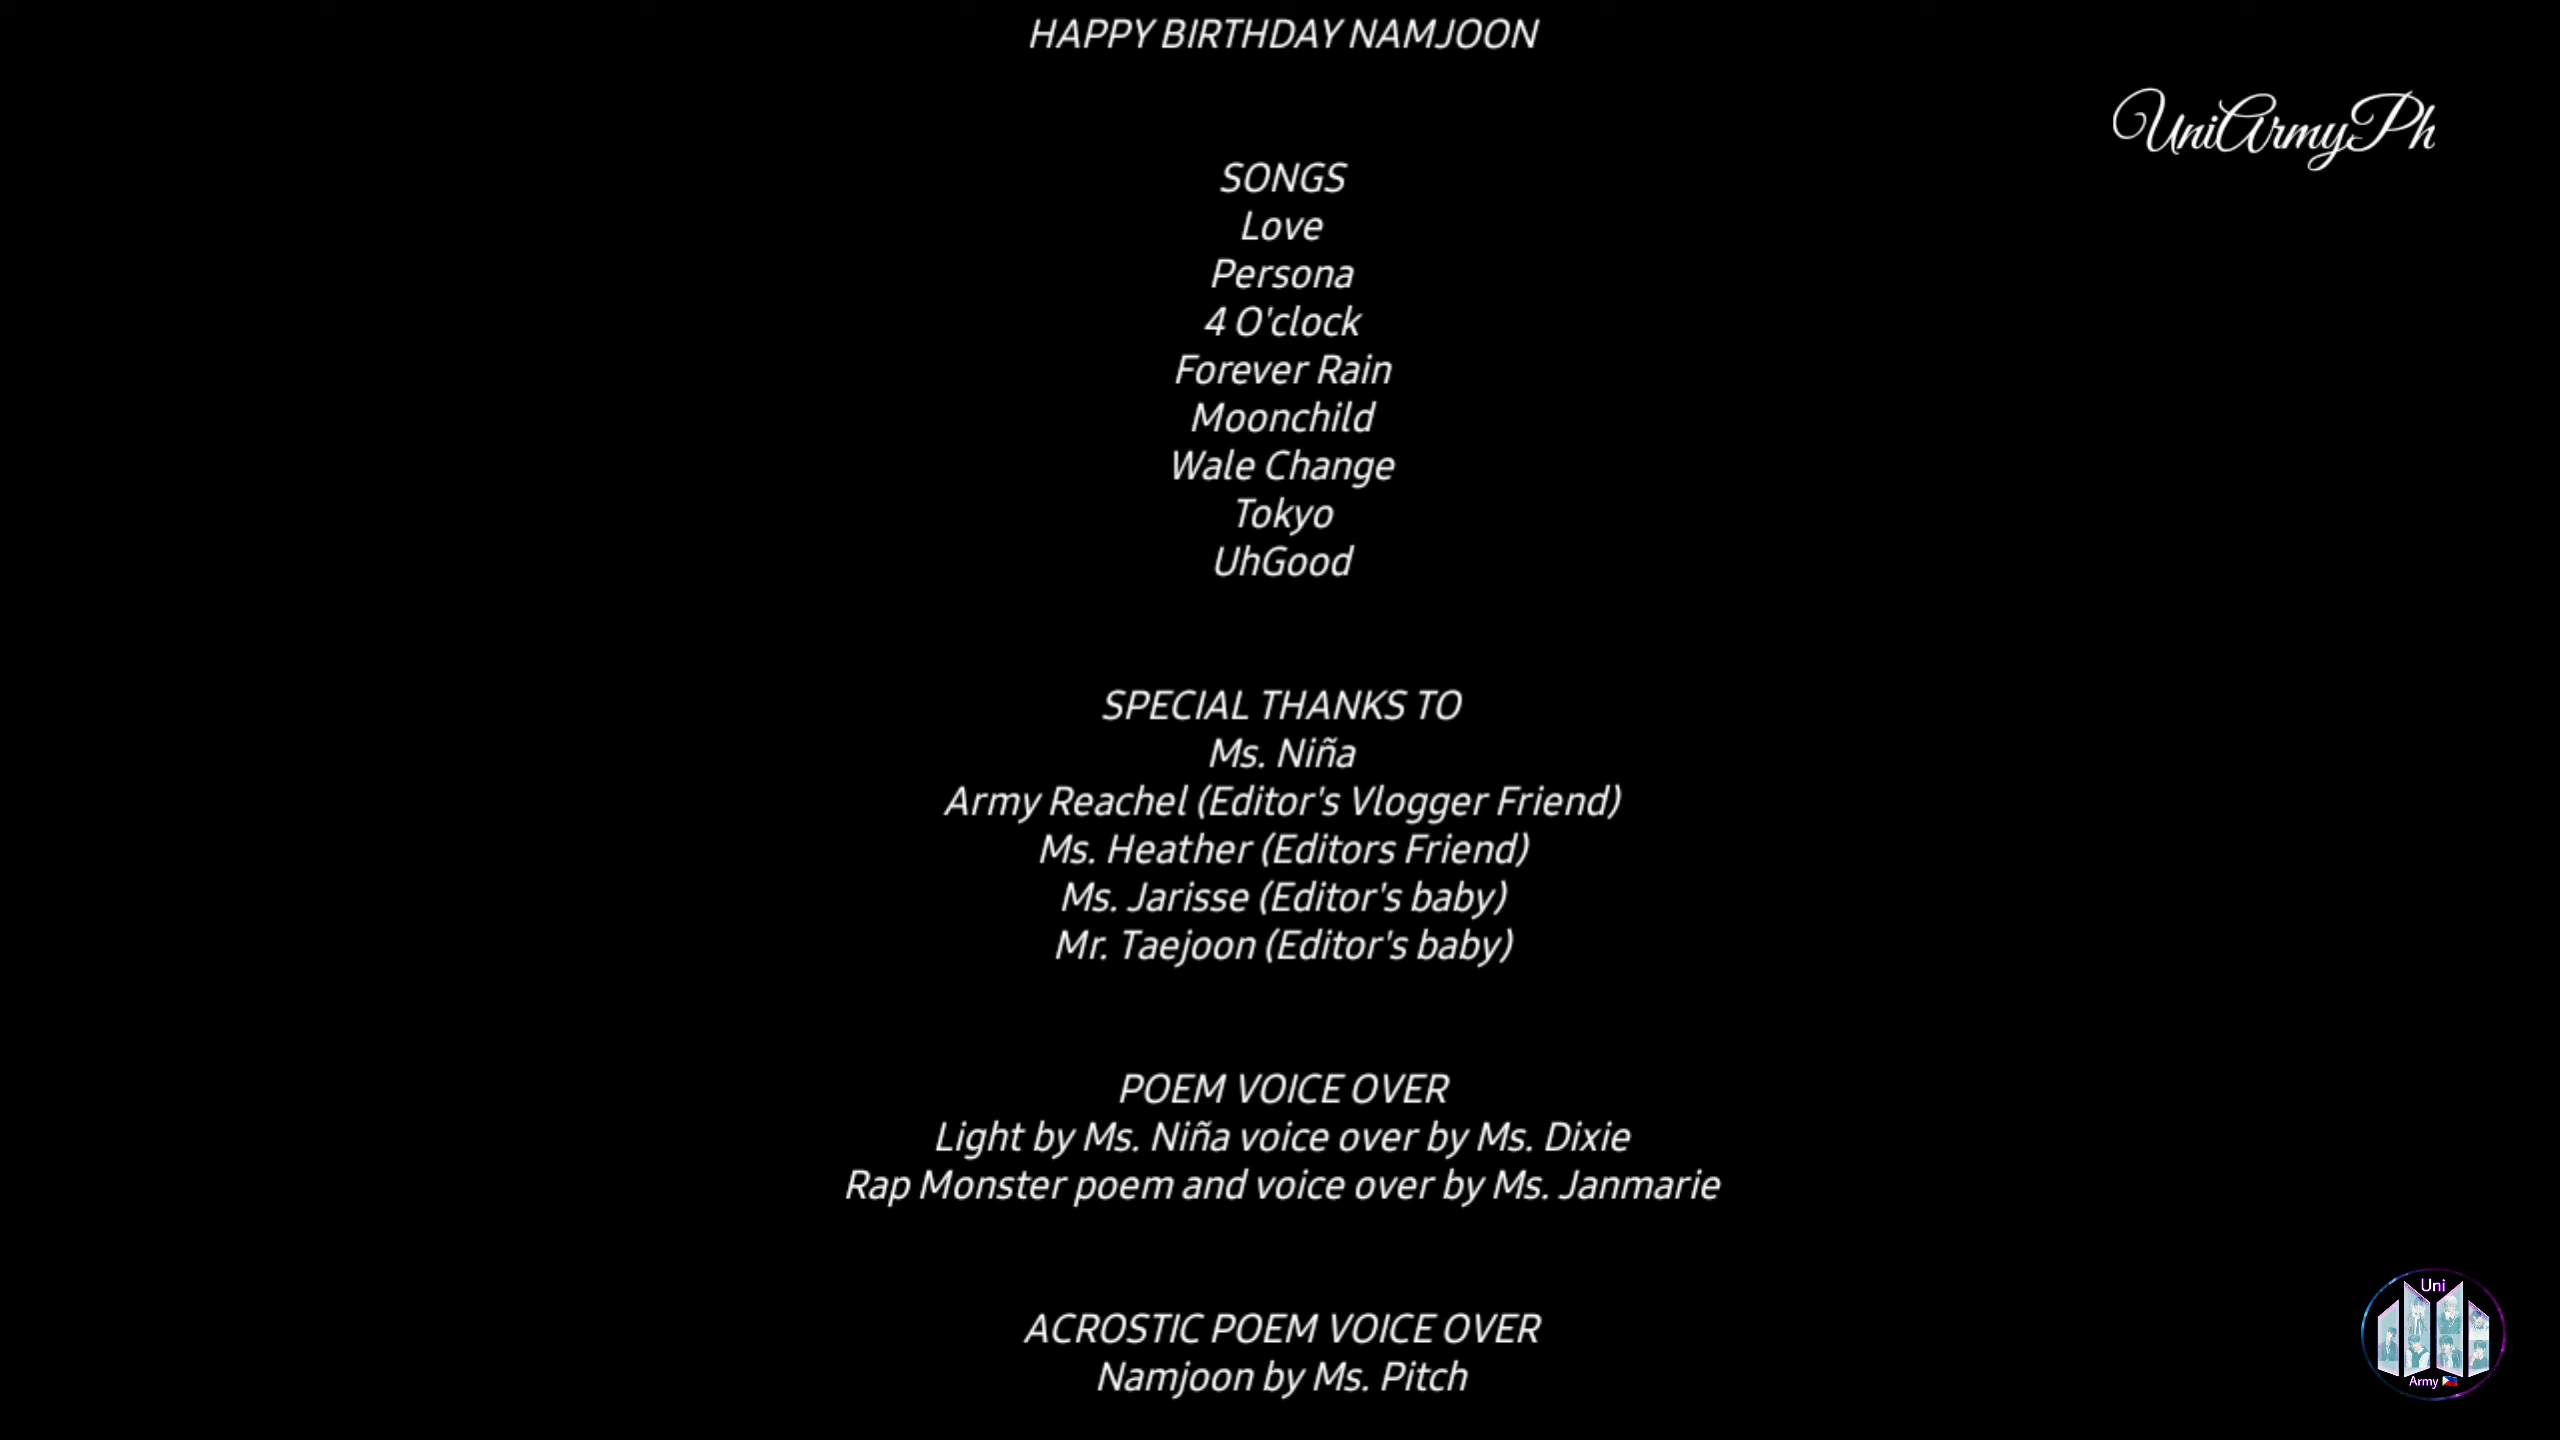 HAPPY BIRTHDAY NAMJOON
UniArmyPh
SONGS
Love
Persona
4 O'clock
Forever Rain
Moonchild
Wale Change
Tokyo
UhGood
SPECIAL THANKS TO
Ms. Niña
Army Reachel (Editor's Vlogger Friend)
Ms. Heather (Editors Friend)
Ms. Jarisse (Editor's baby)
Mr. Taejoon (Editor's baby)
POEM VOICE OVER
Light by Ms. Niña voice over by Ms. Dixie
Rap Monster poem and voice over by Ms. Janmarie
ACROSTIC POEM VOICE OVER
Namjoon by Ms. Pitch
Uni
Army